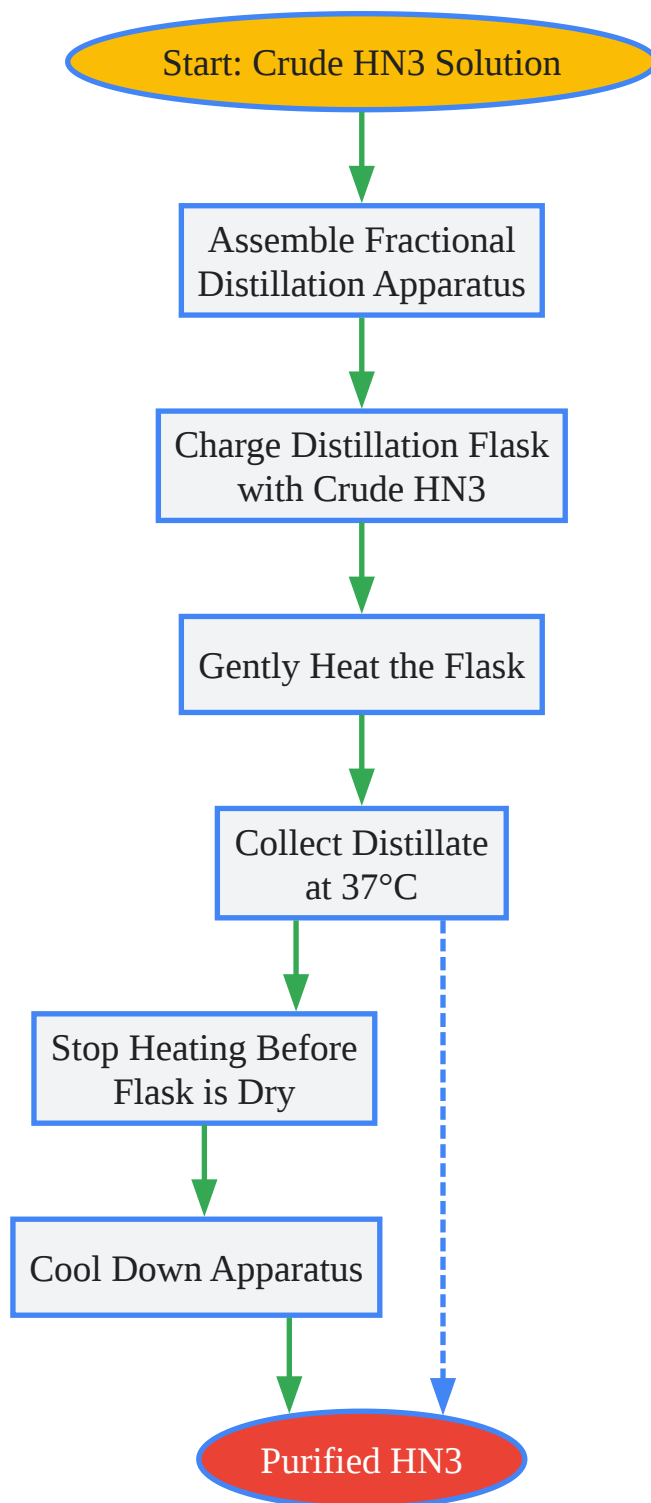 Start: Crude HN3 Solution
Assemble Fractional
Distillation Apparatus
Charge Distillation Flask
with Crude HN3
Gently Heat the Flask
Collect Distillate
at 37°C
Stop Heating Before
Flask is Dry
Cool Down Apparatus
Purified HN3